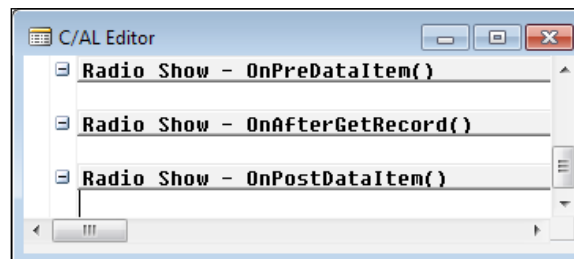 C/AL Editor
Radio Show - OnPreDataItem()
Radio Show - OnAfterGetRecord()
Radio Show - OnPostDataItem()